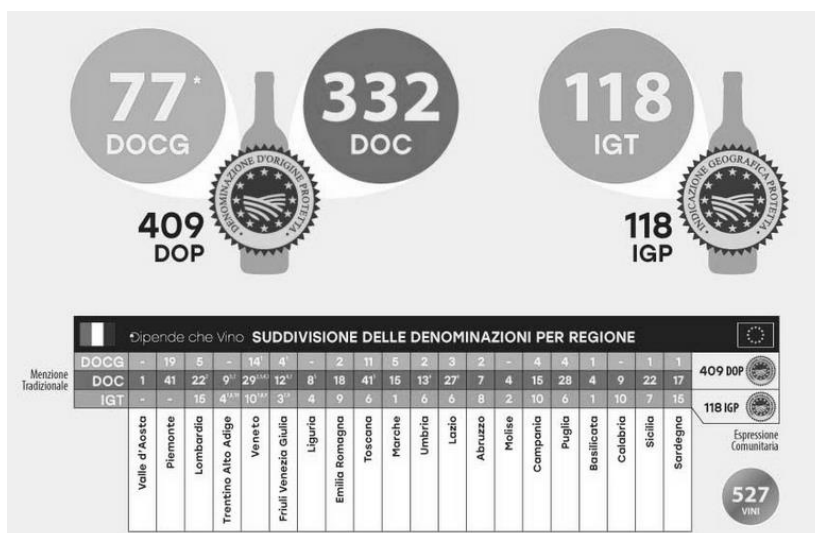 77*
DOCG
332
DOC
118
IGT
DENOMINAZIONE D'ORIGINE PROTETTA
INDICAZIONE GEOGRAFICA PROTETTA
409
DOP
118
IGP
Dipende che Vino SUDDIVISIONE DELLE DENOMINAZIONI PER REGIONE
Menzione
Tradizionale
DOCG - 19 5 - 14¹ 4¹ - 2 11 5 2 3 2 - 4 4 1 - 1 1
DOC 1 41 22 9 29 12 8 18 41 15 13 27 7 4 15 28 4 9 22 17
IGT - - 15 4 10 3 4 9 6 1 6 6 8 2 10 6 1 10 7 15
409 DOP
118 IGP
Valle d'Aosta Piemonte Lombardia Trentino Alto Adige Veneto Friuli Venezia Giulia Liguria Emilia Romagna Toscana Marche Umbria Lazio Abruzzo Molise Campania Puglia Basilicata Calabria Sicilia Sardegna
Espressione
Comunitaria
527
VINI